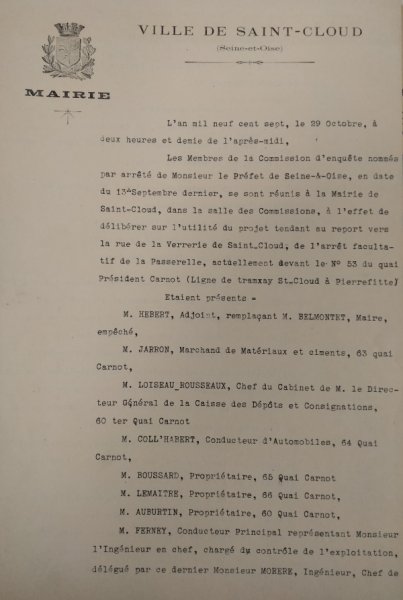 VILLE DE SAINT-CLOUD
(Seine-et-Oise)
MAIRIE
L'an mil neuf cent sept, le 29 Octobre, à
deux heures et demie de l'après-midi,
Les Membres de la Commission d'enquête nommés
par arrêté de Monsieur le Préfet de Seine-&-Oise, en date
du 13 Septembre dernier, se sont réunis à la Mairie de
Saint-Cloud, dans la salle des Commissions, à l'effet de
délibérer sur l'utilité du projet tendant au report vers
la rue de la Verrerie de Saint-Cloud, de l'arrêt faculta-
tif de la Passerelle, actuellement devant le N° 53 du quai
Président Carnot (Ligne de tramway St-Cloud à Pierrefitte)
Etaient présents =
M. HEBERT, Adjoint, remplaçant M. BELMONTET, Maire,
empêché,
M. JARRON, Marchand de Matériaux et ciments, 63 quai
Carnot,
M. LOISEAU-ROUSSEAUX, Chef du Cabinet de M. le Direc-
teur Général de la Caisse des Dépôts et Consignations,
60 ter Quai Carnot
M. COLL'HABERT, Conducteur d'Automobiles, 64 Quai
Carnot,
M. BOUSSARD, Propriétaire, 65 Quai Carnot
M. LEMAITRE, Propriétaire, 66 Quai Carnot,
M. AUBURTIN, Propriétaire, 60 Quai Carnot,
M. FERNEY, Conducteur Principal représentant Monsieur
l'Ingénieur en chef, chargé du contrôle de l'exploitation,
délégué par ce dernier Monsieur MORERE, Ingénieur, Chef de